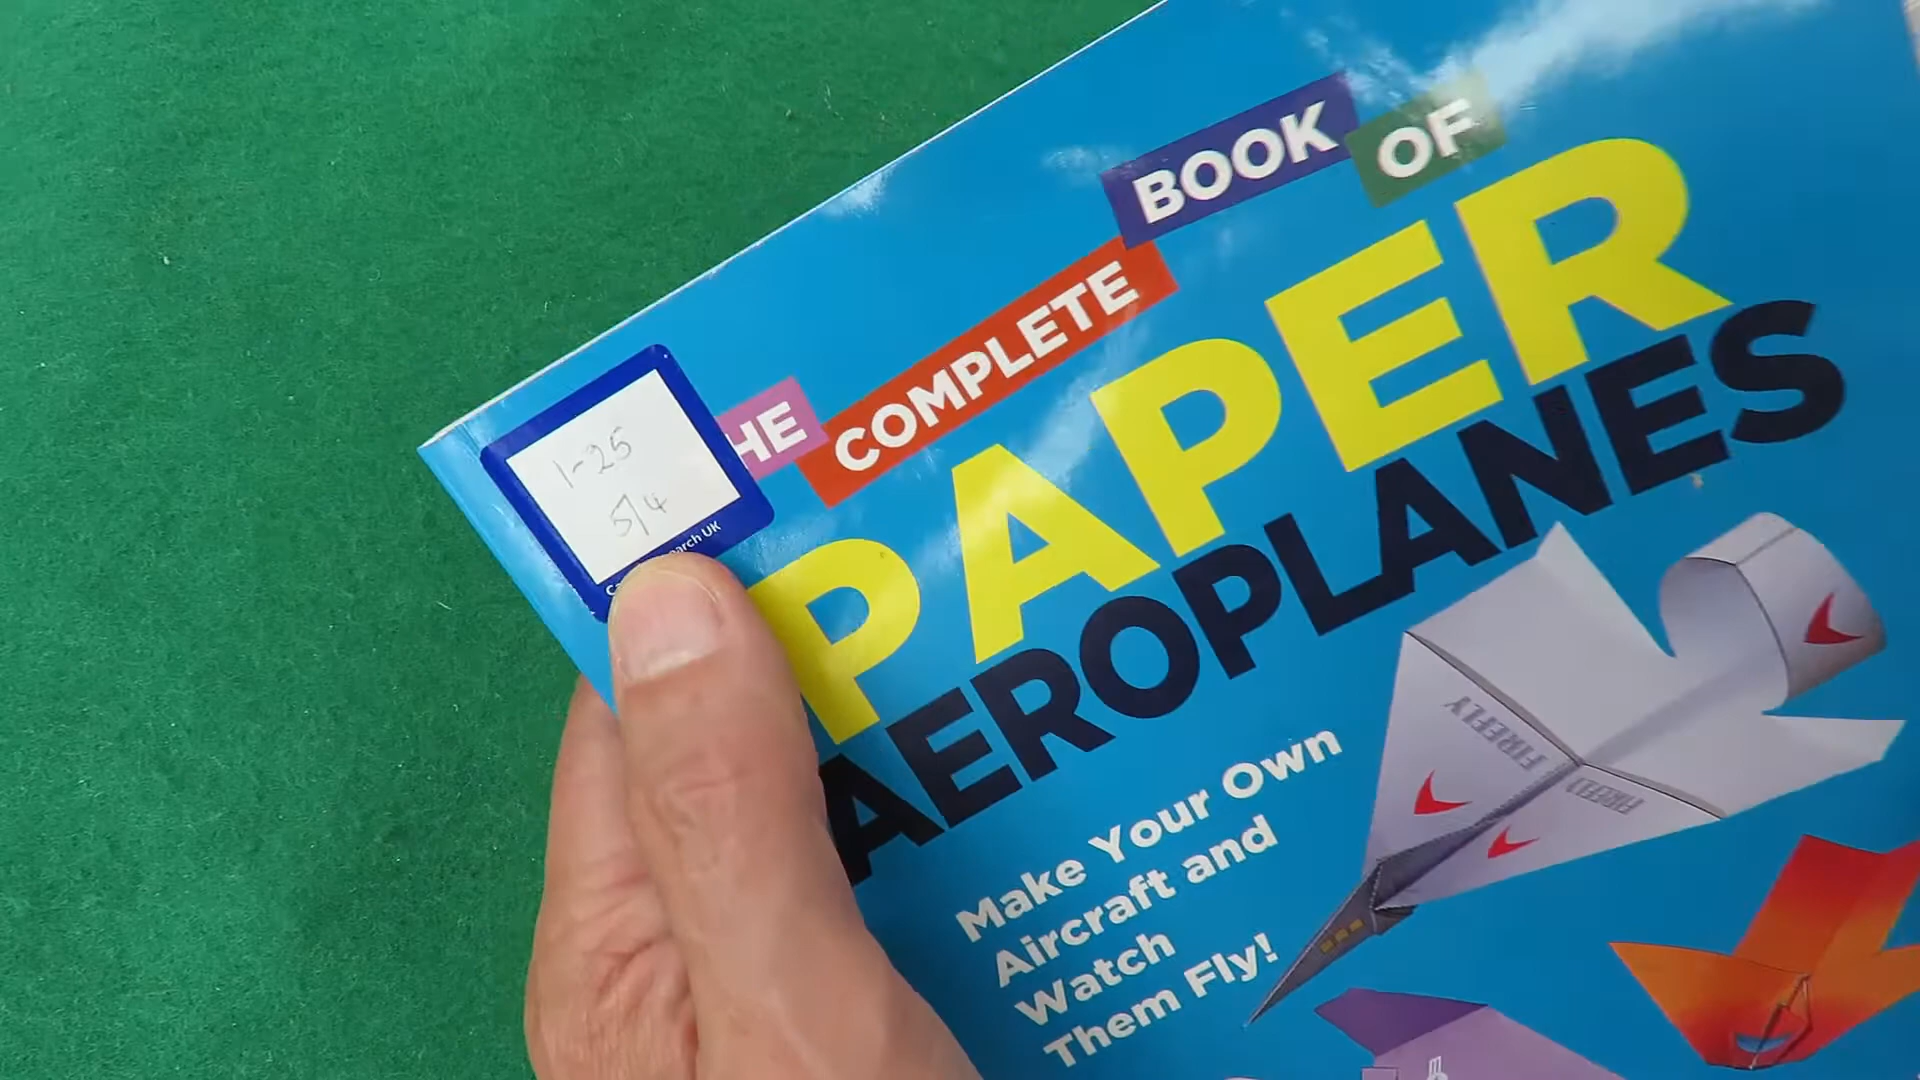 1-25
5/4
HE COMPLETE BOOK OF
PAPER
AEROPLANES
Make Your Own
Aircraft and
Watch
Them Fly!
FIREFLY
FIREFLY